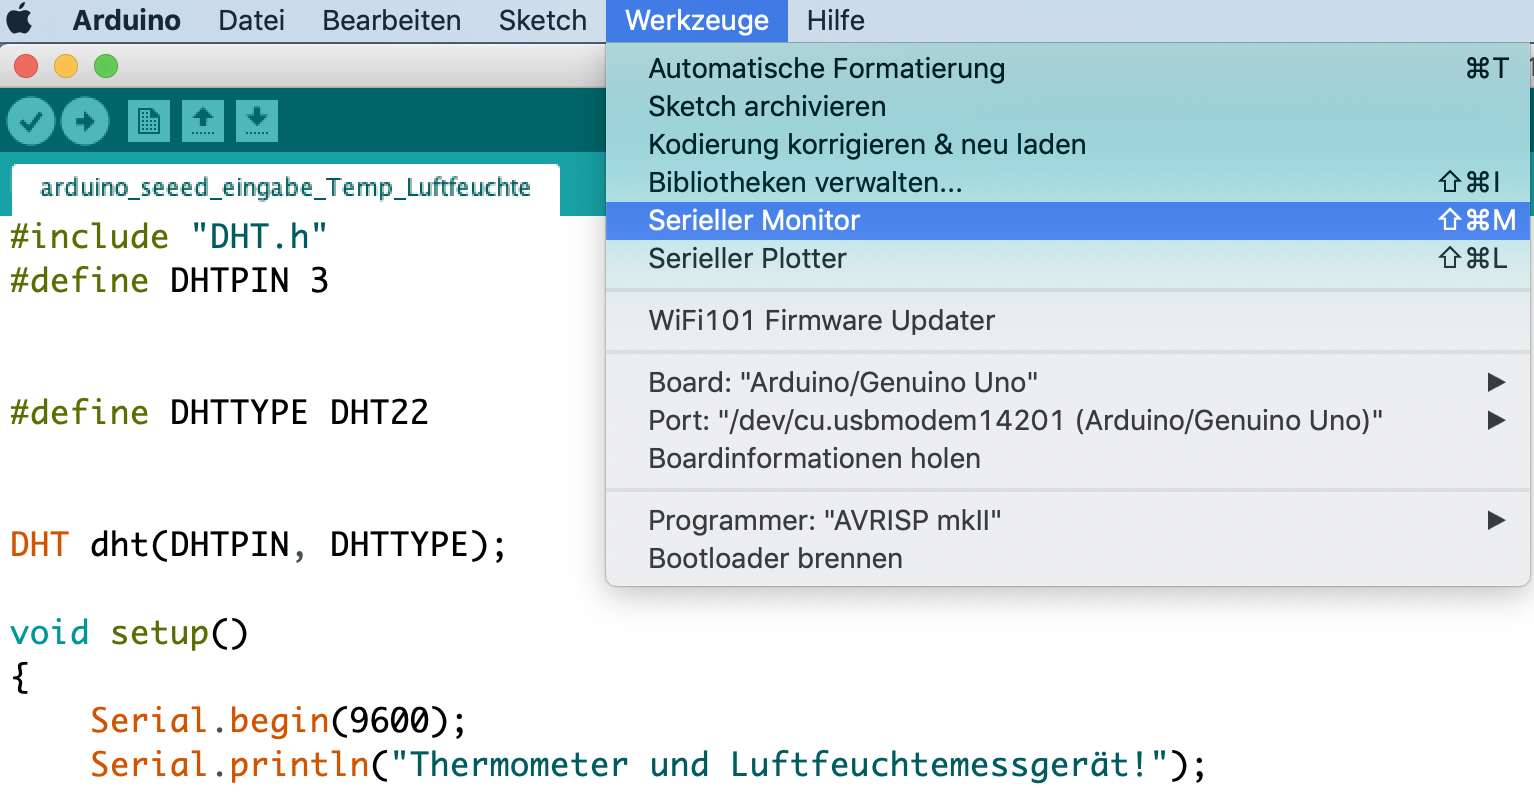 Arduino Datei Bearbeiten Sketch Werkzeuge Hilfe
Automatische Formatierung ⌘T
Sketch archivieren
Kodierung korrigieren & neu laden
Bibliotheken verwalten... ⇧⌘I
Serieller Monitor ⇧⌘M
Serieller Plotter ⇧⌘L
WiFi101 Firmware Updater
Board: "Arduino/Genuino Uno" ▶
Port: "/dev/cu.usbmodem14201 (Arduino/Genuino Uno)" ▶
Boardinformationen holen
Programmer: "AVRISP mkII" ▶
Bootloader brennen
arduino_seeed_eingabe_Temp_Luftfeuchte
#include "DHT.h"
#define DHTPIN 3
#define DHTTYPE DHT22
DHT dht(DHTPIN, DHTTYPE);
void setup()
{
Serial.begin(9600);
Serial.println("Thermometer und Luftfeuchtemessgerät!");